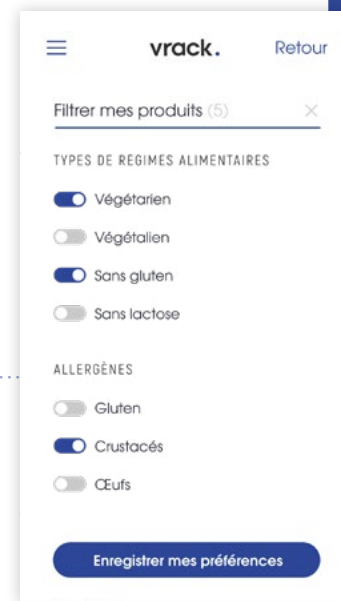 vrack. Retour
Filtrer mes produits (5)
TYPES DE RÉGIMES ALIMENTAIRES
Végétarien
Végétalien
Sans gluten
Sans lactose
ALLERGÈNES
Gluten
Crustacés
Œufs
Enregistrer mes préférences